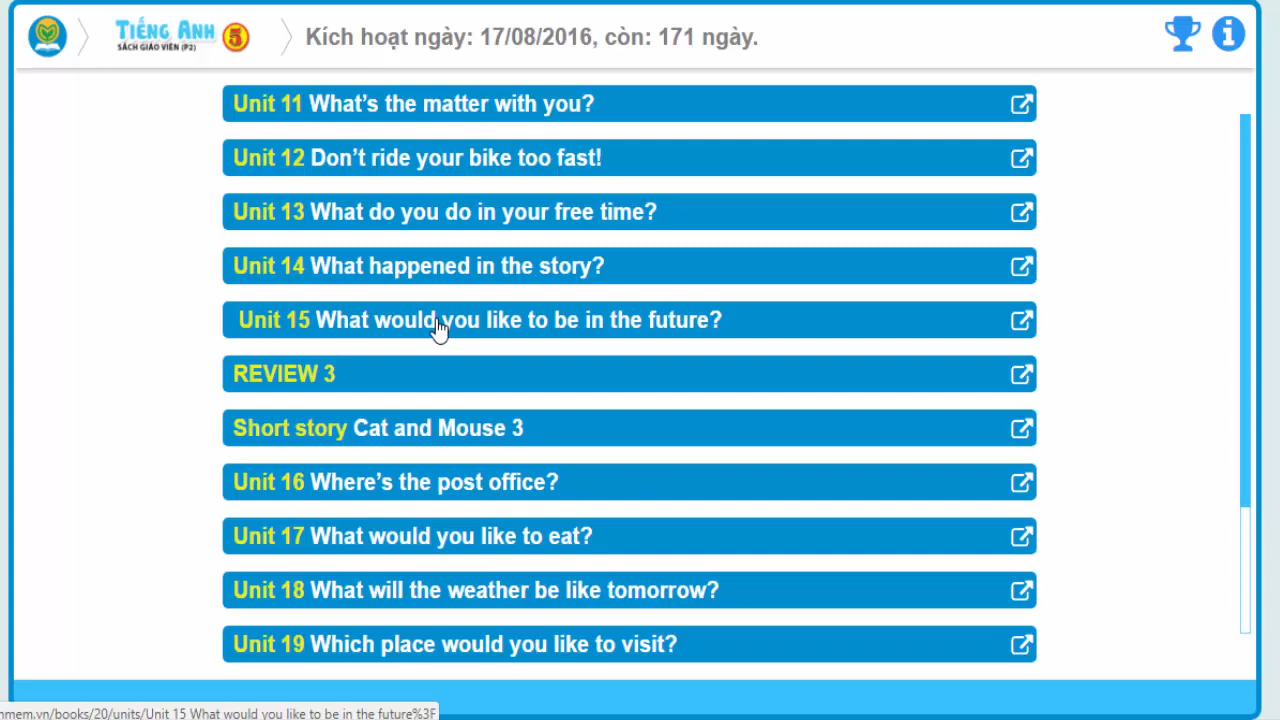 TIẾNG ANH 5
SÁCH GIÁO VIÊN (P2)
Kích hoạt ngày: 17/08/2016, còn: 171 ngày.
Unit 11 What's the matter with you?
Unit 12 Don't ride your bike too fast!
Unit 13 What do you do in your free time?
Unit 14 What happened in the story?
Unit 15 What would you like to be in the future?
REVIEW 3
Short story Cat and Mouse 3
Unit 16 Where's the post office?
Unit 17 What would you like to eat?
Unit 18 What will the weather be like tomorrow?
Unit 19 Which place would you like to visit?
hmem.vn/books/20/units/Unit 15 What would you like to be in the future%3F